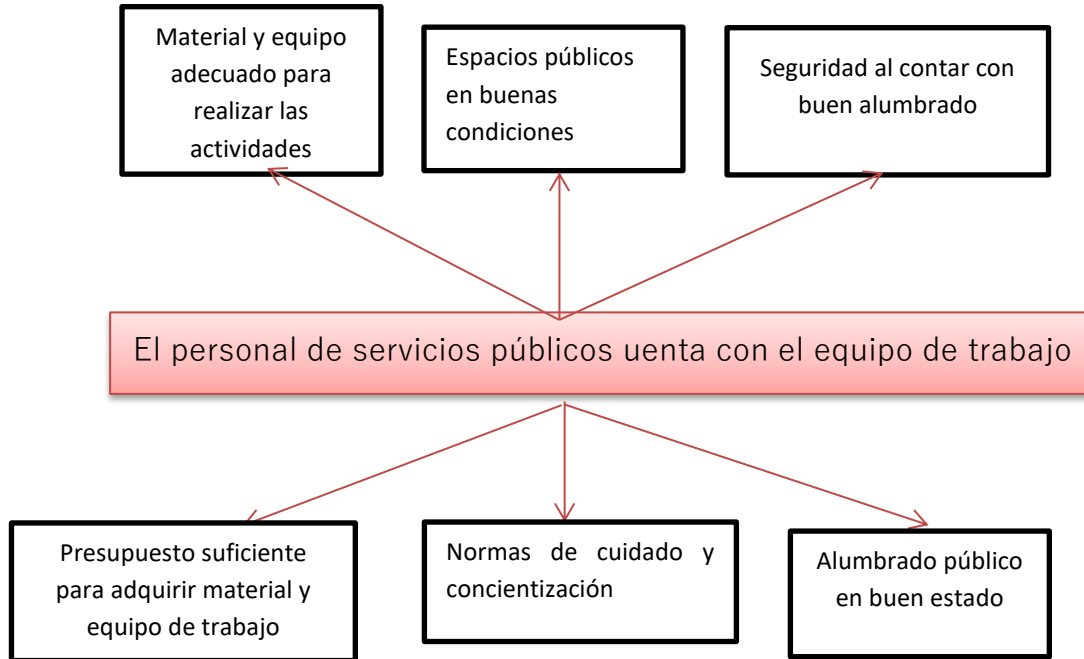 Material y equipo
adecuado para
realizar las
actividades
Espacios públicos
en buenas
condiciones
Seguridad al contar con
buen alumbrado
El personal de servicios públicos uenta con el equipo de trabajo
Presupuesto suficiente
para adquirir material y
equipo de trabajo
Normas de cuidado y
concientización
Alumbrado público
en buen estado